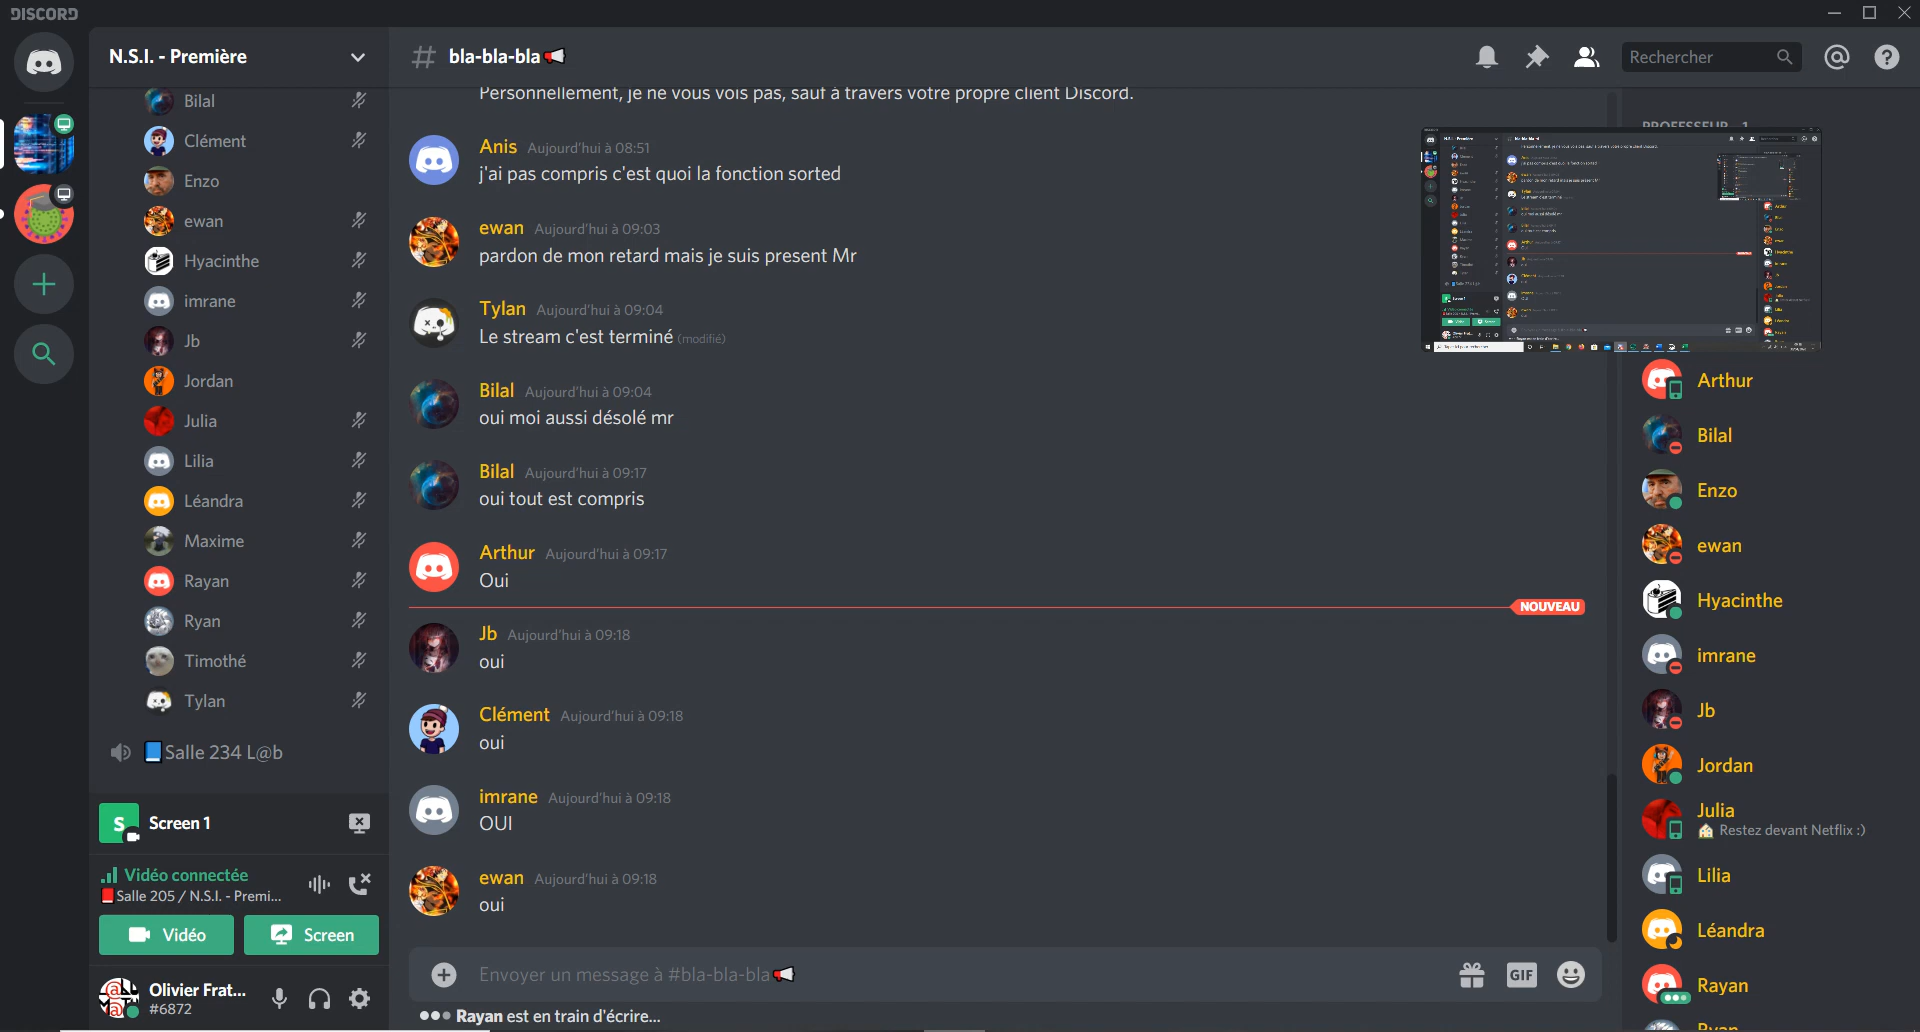 DISCORD
N.S.I. - Première
Bilal
Clément
Enzo
ewan
Hyacinthe
imrane
Jb
Jordan
Julia
Lilia
Léandra
Maxime
Rayan
Ryan
Timothé
Tylan
Salle 234 L@b
S Screen 1
Vidéo connectée
Salle 205 / N.S.I. - Premi...
Vidéo Screen
Olivier Frat...
#6872
# bla-bla-bla
Rechercher
Personnellement, je ne vous vois pas, sauf à travers votre propre client Discord.
Anis Aujourd'hui à 08:51
j'ai pas compris c'est quoi la fonction sorted
ewan Aujourd'hui à 09:03
pardon de mon retard mais je suis present Mr
Tylan Aujourd'hui à 09:04
Le stream c'est terminé (modifié)
Bilal Aujourd'hui à 09:04
oui moi aussi désolé mr
Bilal Aujourd'hui à 09:17
oui tout est compris
Arthur Aujourd'hui à 09:17
Oui
NOUVEAU
Jb Aujourd'hui à 09:18
oui
Clément Aujourd'hui à 09:18
oui
imrane Aujourd'hui à 09:18
OUI
ewan Aujourd'hui à 09:18
oui
Envoyer un message à #bla-bla-bla
GIF
Rayan est en train d'écrire...
PROFESSEUR—1
Arthur
Bilal
Enzo
ewan
Hyacinthe
imrane
Jb
Jordan
Julia
Restez devant Netflix :)
Lilia
Léandra
Rayan
Ryan